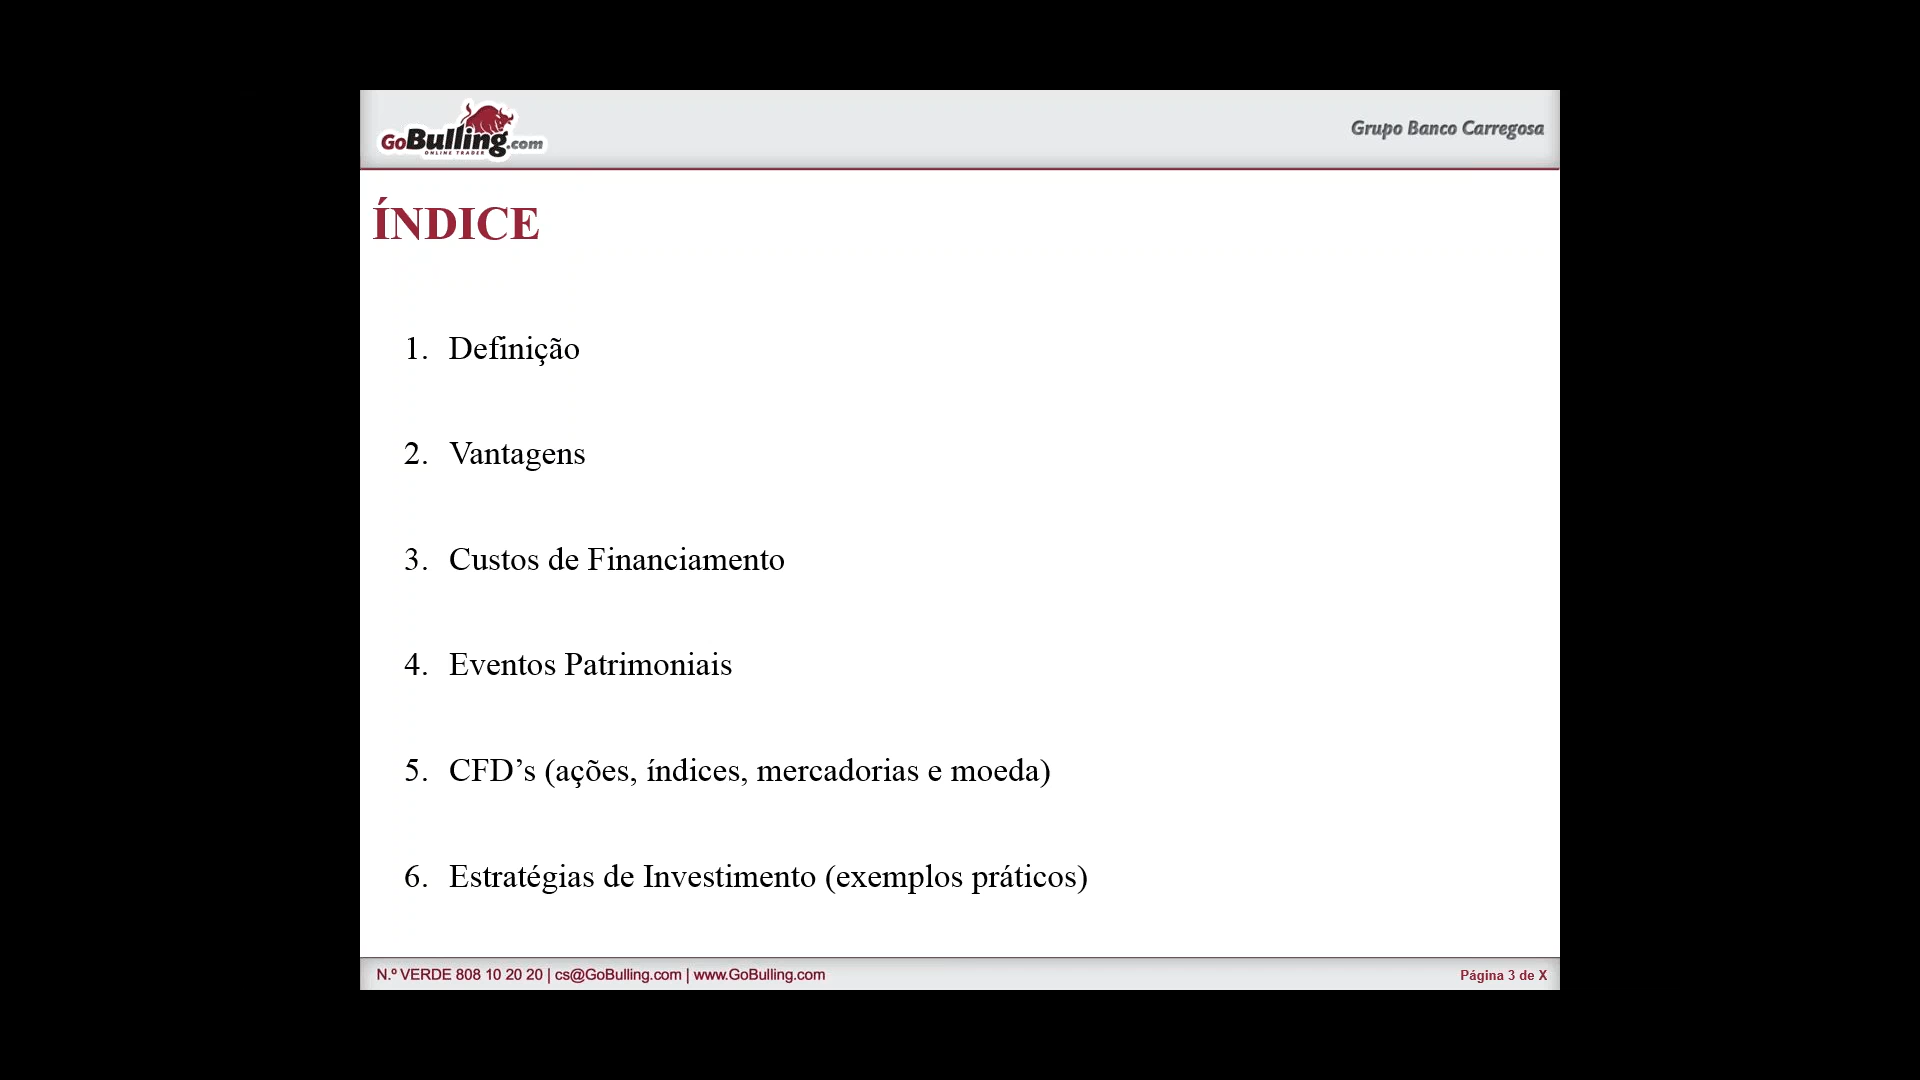 GoBulling.com
ONLINE TRADER
Grupo Banco Carregosa
ÍNDICE
1. Definição
2. Vantagens
3. Custos de Financiamento
4. Eventos Patrimoniais
5. CFD’s (ações, índices, mercadorias e moeda)
6. Estratégias de Investimento (exemplos práticos)
N.º VERDE 808 10 20 20 | cs@GoBulling.com | www.GoBulling.com
Página 3 de X